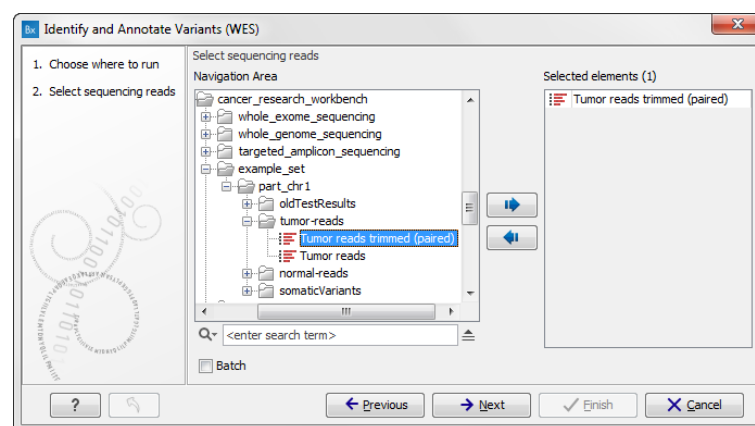 Bx Identify and Annotate Variants (WES)
1. Choose where to run
2. Select sequencing reads
Select sequencing reads
Navigation Area
cancer_research_workbench
whole_exome_sequencing
whole_genome_sequencing
targeted_amplicon_sequencing
example_set
part_chr1
oldTestResults
tumor-reads
Tumor reads trimmed (paired)
Tumor reads
normal-reads
somaticVariants
<enter search term>
Batch
Selected elements (1)
Tumor reads trimmed (paired)
? Previous Next Finish Cancel